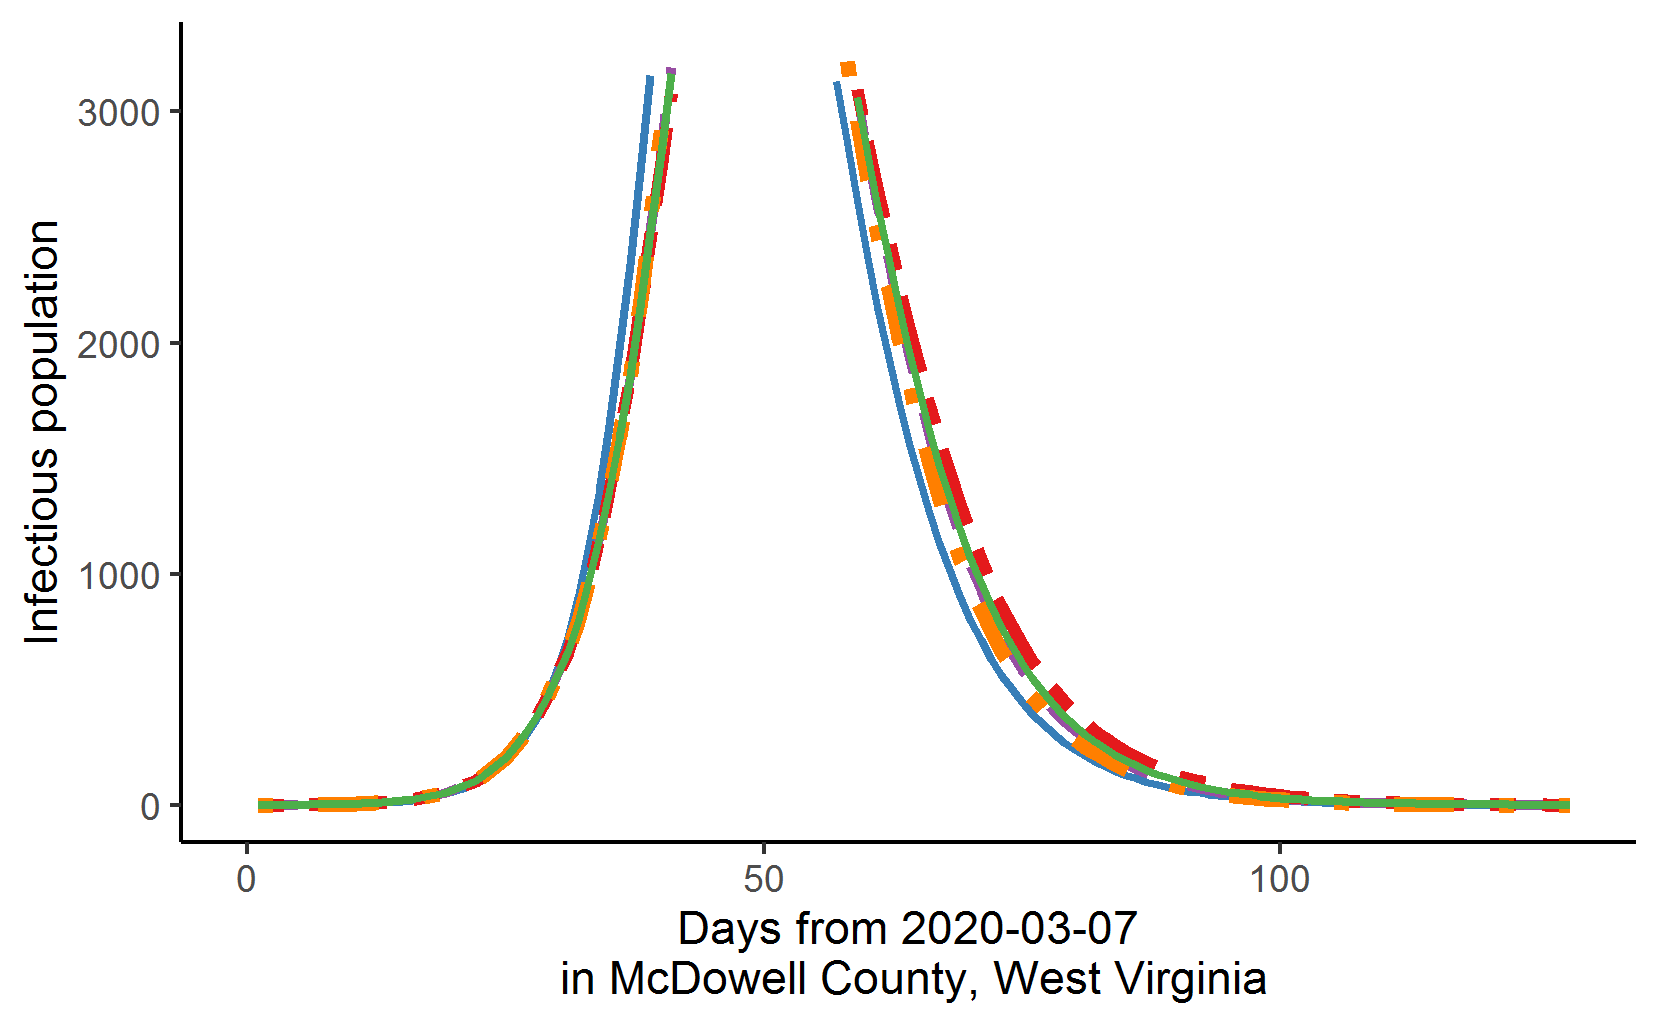 Infectious population
3000
2000
1000
0
0
50
100
Days from 2020-03-07
in McDowell County, West Virginia